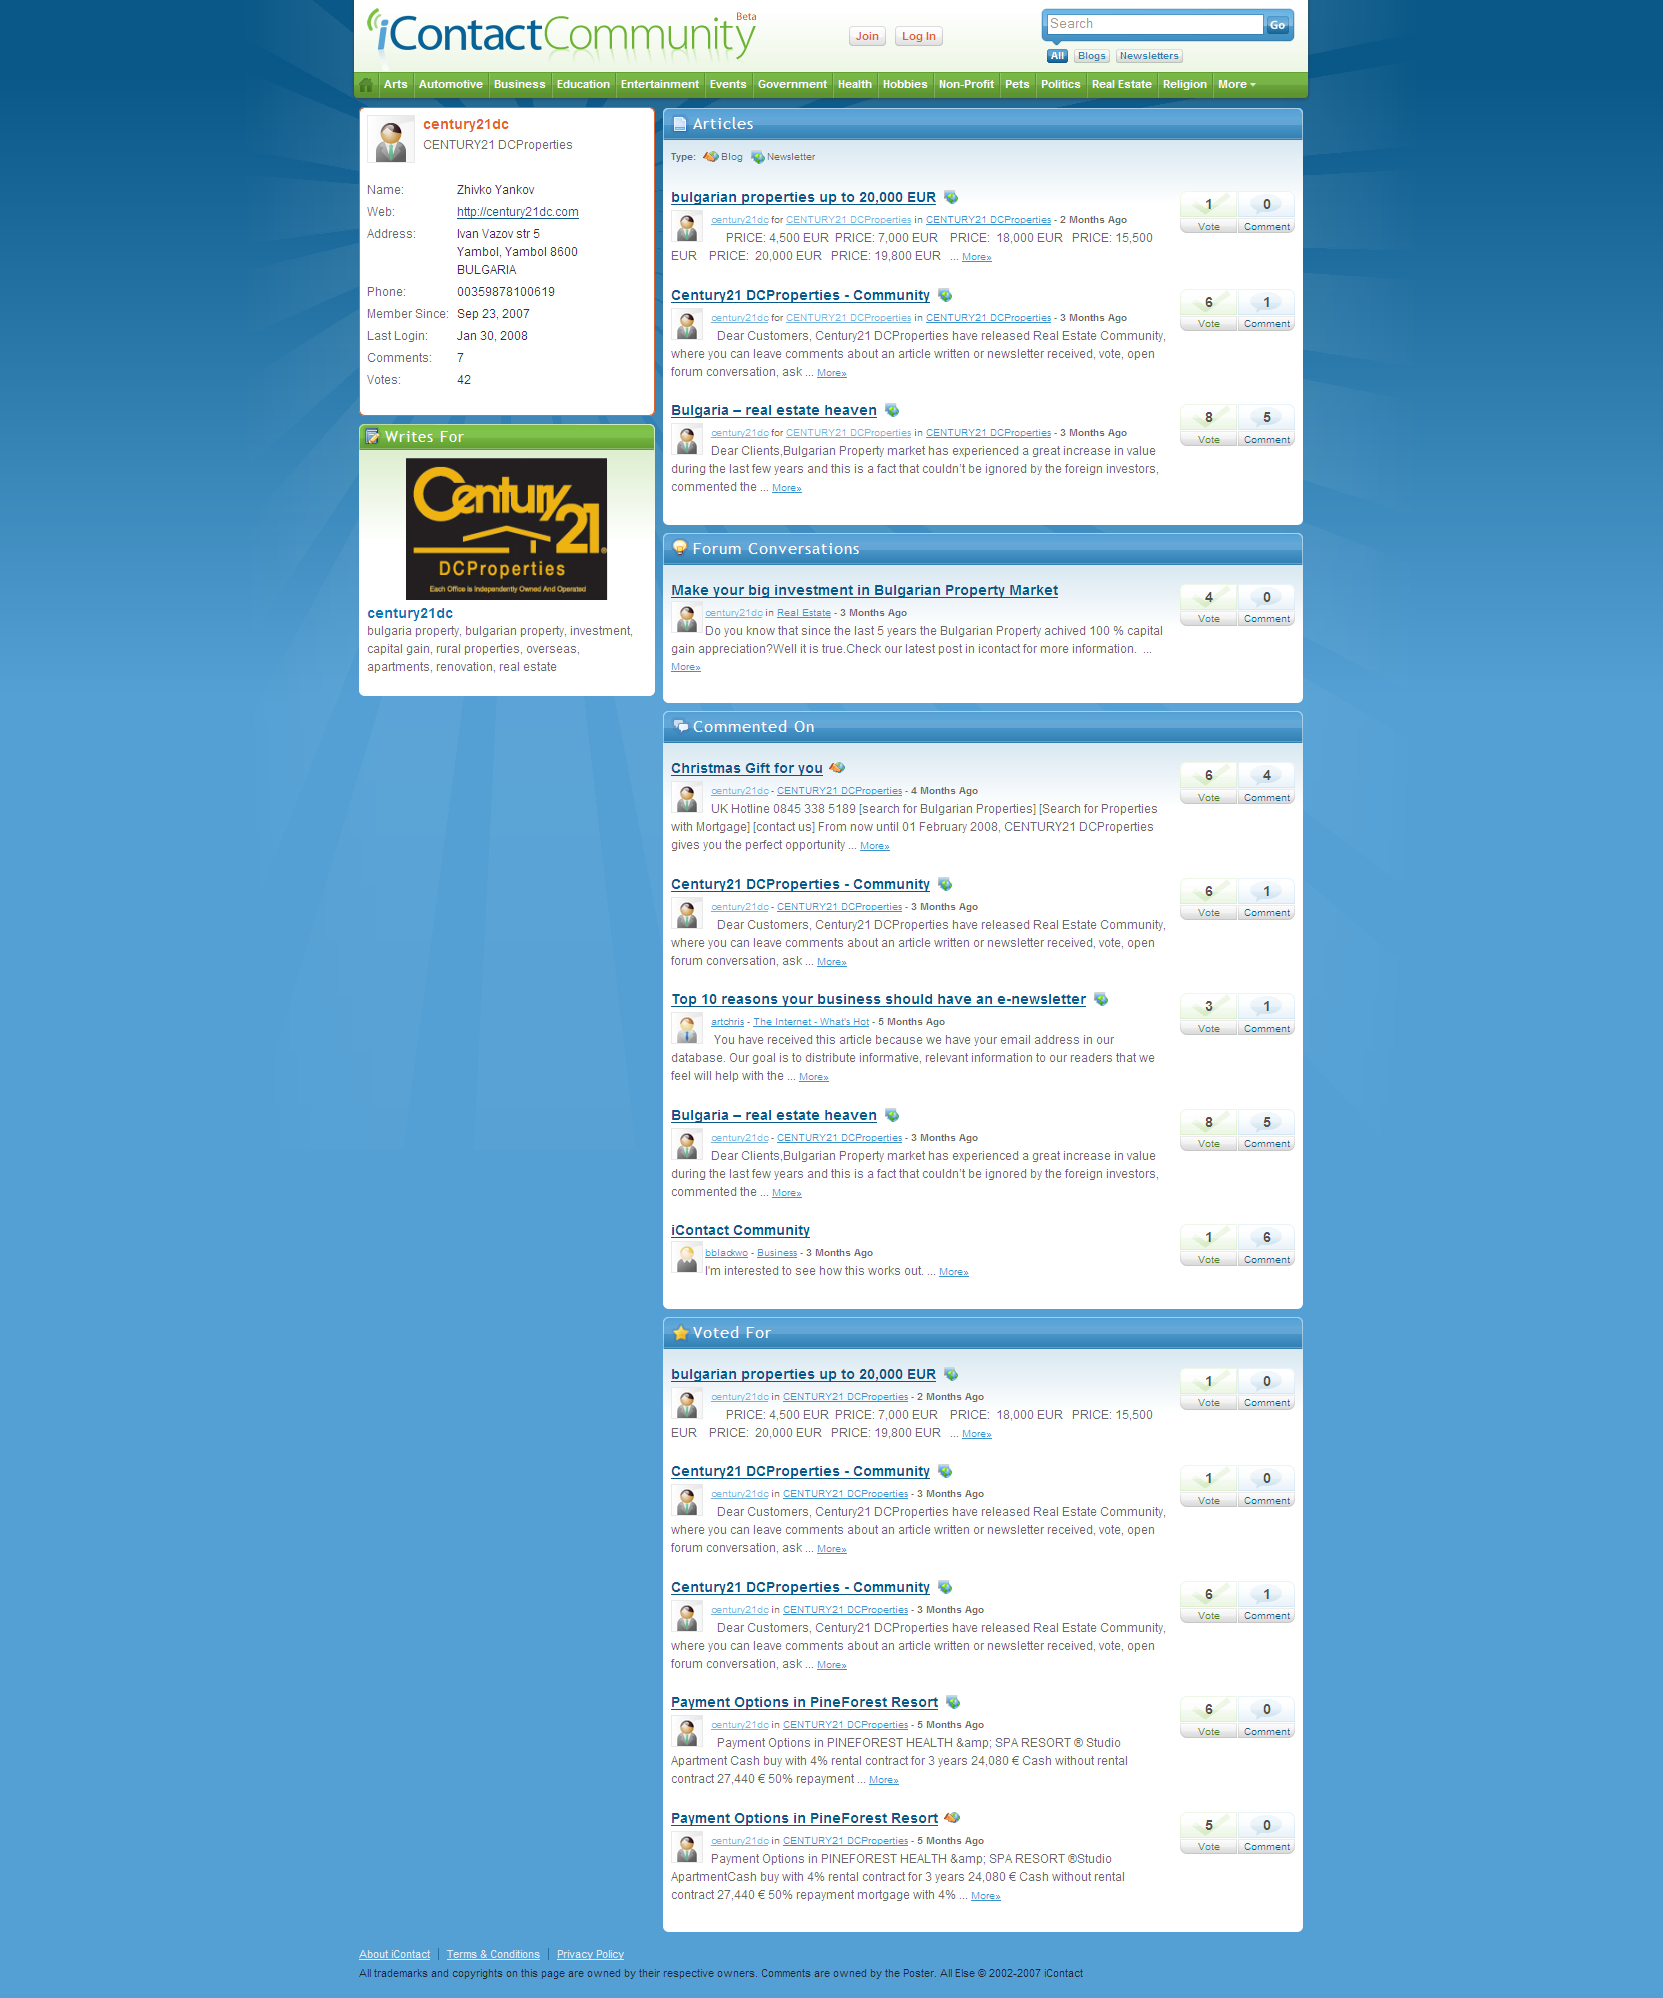 iContactCommunity Beta
Join Log In
Search Go
All Blogs Newsletters
Arts Automotive Business Education Entertainment Events Government Health Hobbies Non-Profit Pets Politics Real Estate Religion More
century21dc
CENTURY21 DCProperties
Name: Zhivko Yankov
Web: http://century21dc.com
Address: Ivan Vazov str 5
Yambol, Yambol 8600
BULGARIA
Phone: 00359878100619
Member Since: Sep 23, 2007
Last Login: Jan 30, 2008
Comments: 7
Votes: 42
Writes For
Century 21®
DCProperties
Each Office is Independently Owned And Operated
century21dc
bulgaria property, bulgarian property, investment,
capital gain, rural properties, overseas,
apartments, renovation, real estate
Articles
Type: Blog Newsletter
bulgarian properties up to 20,000 EUR
1 0
Vote Comment
century21dc for CENTURY21 DCProperties in CENTURY21 DCProperties - 2 Months Ago
PRICE: 4,500 EUR PRICE: 7,000 EUR PRICE: 18,000 EUR PRICE: 15,500
EUR PRICE: 20,000 EUR PRICE: 19,800 EUR ... More»
Century21 DCProperties - Community
6 1
Vote Comment
century21dc for CENTURY21 DCProperties in CENTURY21 DCProperties - 3 Months Ago
Dear Customers, Century21 DCProperties have released Real Estate Community,
where you can leave comments about an article written or newsletter received, vote, open
forum conversation, ask ... More»
Bulgaria – real estate heaven
8 5
Vote Comment
century21dc for CENTURY21 DCProperties in CENTURY21 DCProperties - 3 Months Ago
Dear Clients,Bulgarian Property market has experienced a great increase in value
during the last few years and this is a fact that couldn't be ignored by the foreign investors,
commented the ... More»
Forum Conversations
Make your big investment in Bulgarian Property Market
4 0
Vote Comment
century21dc in Real Estate - 3 Months Ago
Do you know that since the last 5 years the Bulgarian Property achived 100 % capital
gain appreciation?Well it is true.Check our latest post in icontact for more information. ...
More»
Commented On
Christmas Gift for you
6 4
Vote Comment
century21dc - CENTURY21 DCProperties - 4 Months Ago
UK Hotline 0845 338 5189 [search for Bulgarian Properties] [Search for Properties
with Mortgage] [contact us] From now until 01 February 2008, CENTURY21 DCProperties
gives you the perfect opportunity ... More»
Century21 DCProperties - Community
6 1
Vote Comment
century21dc - CENTURY21 DCProperties - 3 Months Ago
Dear Customers, Century21 DCProperties have released Real Estate Community,
where you can leave comments about an article written or newsletter received, vote, open
forum conversation, ask ... More»
Top 10 reasons your business should have an e-newsletter
3 1
Vote Comment
artchris - The Internet - What's Hot - 5 Months Ago
You have received this article because we have your email address in our
database. Our goal is to distribute informative, relevant information to our readers that we
feel will help with the ... More»
Bulgaria – real estate heaven
8 5
Vote Comment
century21dc - CENTURY21 DCProperties - 3 Months Ago
Dear Clients,Bulgarian Property market has experienced a great increase in value
during the last few years and this is a fact that couldn't be ignored by the foreign investors,
commented the ... More»
iContact Community
1 6
Vote Comment
bblackwo - Business - 3 Months Ago
I'm interested to see how this works out. ... More»
Voted For
bulgarian properties up to 20,000 EUR
1 0
Vote Comment
century21dc in CENTURY21 DCProperties - 2 Months Ago
PRICE: 4,500 EUR PRICE: 7,000 EUR PRICE: 18,000 EUR PRICE: 15,500
EUR PRICE: 20,000 EUR PRICE: 19,800 EUR ... More»
Century21 DCProperties - Community
1 0
Vote Comment
century21dc in CENTURY21 DCProperties - 3 Months Ago
Dear Customers, Century21 DCProperties have released Real Estate Community,
where you can leave comments about an article written or newsletter received, vote, open
forum conversation, ask ... More»
Century21 DCProperties - Community
6 1
Vote Comment
century21dc in CENTURY21 DCProperties - 3 Months Ago
Dear Customers, Century21 DCProperties have released Real Estate Community,
where you can leave comments about an article written or newsletter received, vote, open
forum conversation, ask ... More»
Payment Options in PineForest Resort
6 0
Vote Comment
century21dc in CENTURY21 DCProperties - 5 Months Ago
Payment Options in PINEFOREST HEALTH &amp; SPA RESORT ® Studio
Apartment Cash buy with 4% rental contract for 3 years 24,080 € Cash without rental
contract 27,440 € 50% repayment ... More»
Payment Options in PineForest Resort
5 0
Vote Comment
century21dc in CENTURY21 DCProperties - 5 Months Ago
Payment Options in PINEFOREST HEALTH &amp; SPA RESORT ®Studio
ApartmentCash buy with 4% rental contract for 3 years 24,080 € Cash without rental
contract 27,440 € 50% repayment mortgage with 4% ... More»
About iContact | Terms & Conditions | Privacy Policy
All trademarks and copyrights on this page are owned by their respective owners. Comments are owned by the Poster. All Else © 2002-2007 iContact